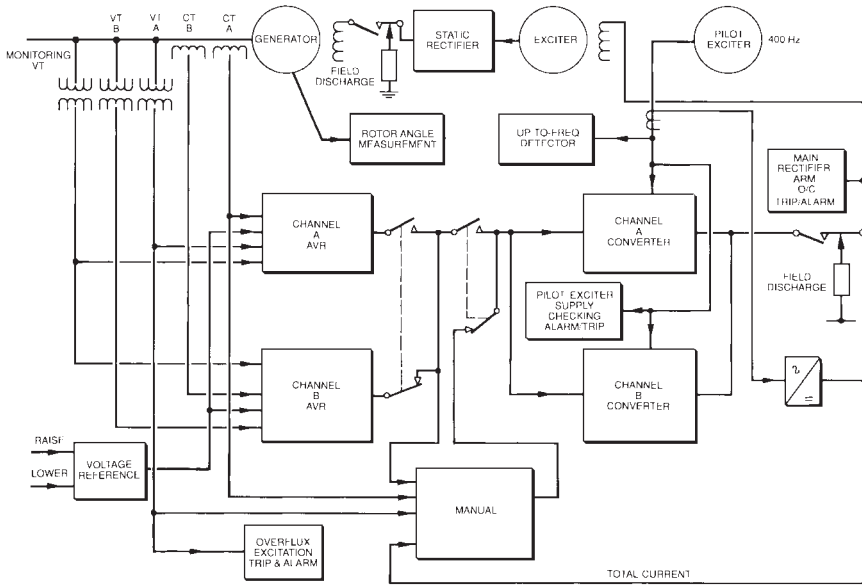 VT
B
VT
A
CT
B
CT
A
MONITORING
VT
GENERATOR
FIELD
DISCHARGE
STATIC
RECTIFIER
EXCITER
PILOT
EXCITER
400 Hz
ROTOR ANGLE
MEASUREMENT
UP TO-FREQ
DETECTOR
MAIN
RECTIFIER
ARM
O/C
TRIP/ALARM
CHANNEL
A
AVR
CHANNEL
A
CONVERTER
FIELD
DISCHARGE
PILOT EXCITER
SUPPLY
CHECKING
ALARM/TRIP
CHANNEL
B
AVR
CHANNEL
B
CONVERTER
RAISE
LOWER
VOLTAGE
REFERENCE
MANUAL
OVERFLUX
EXCITATION
TRIP & ALARM
TOTAL CURRENT